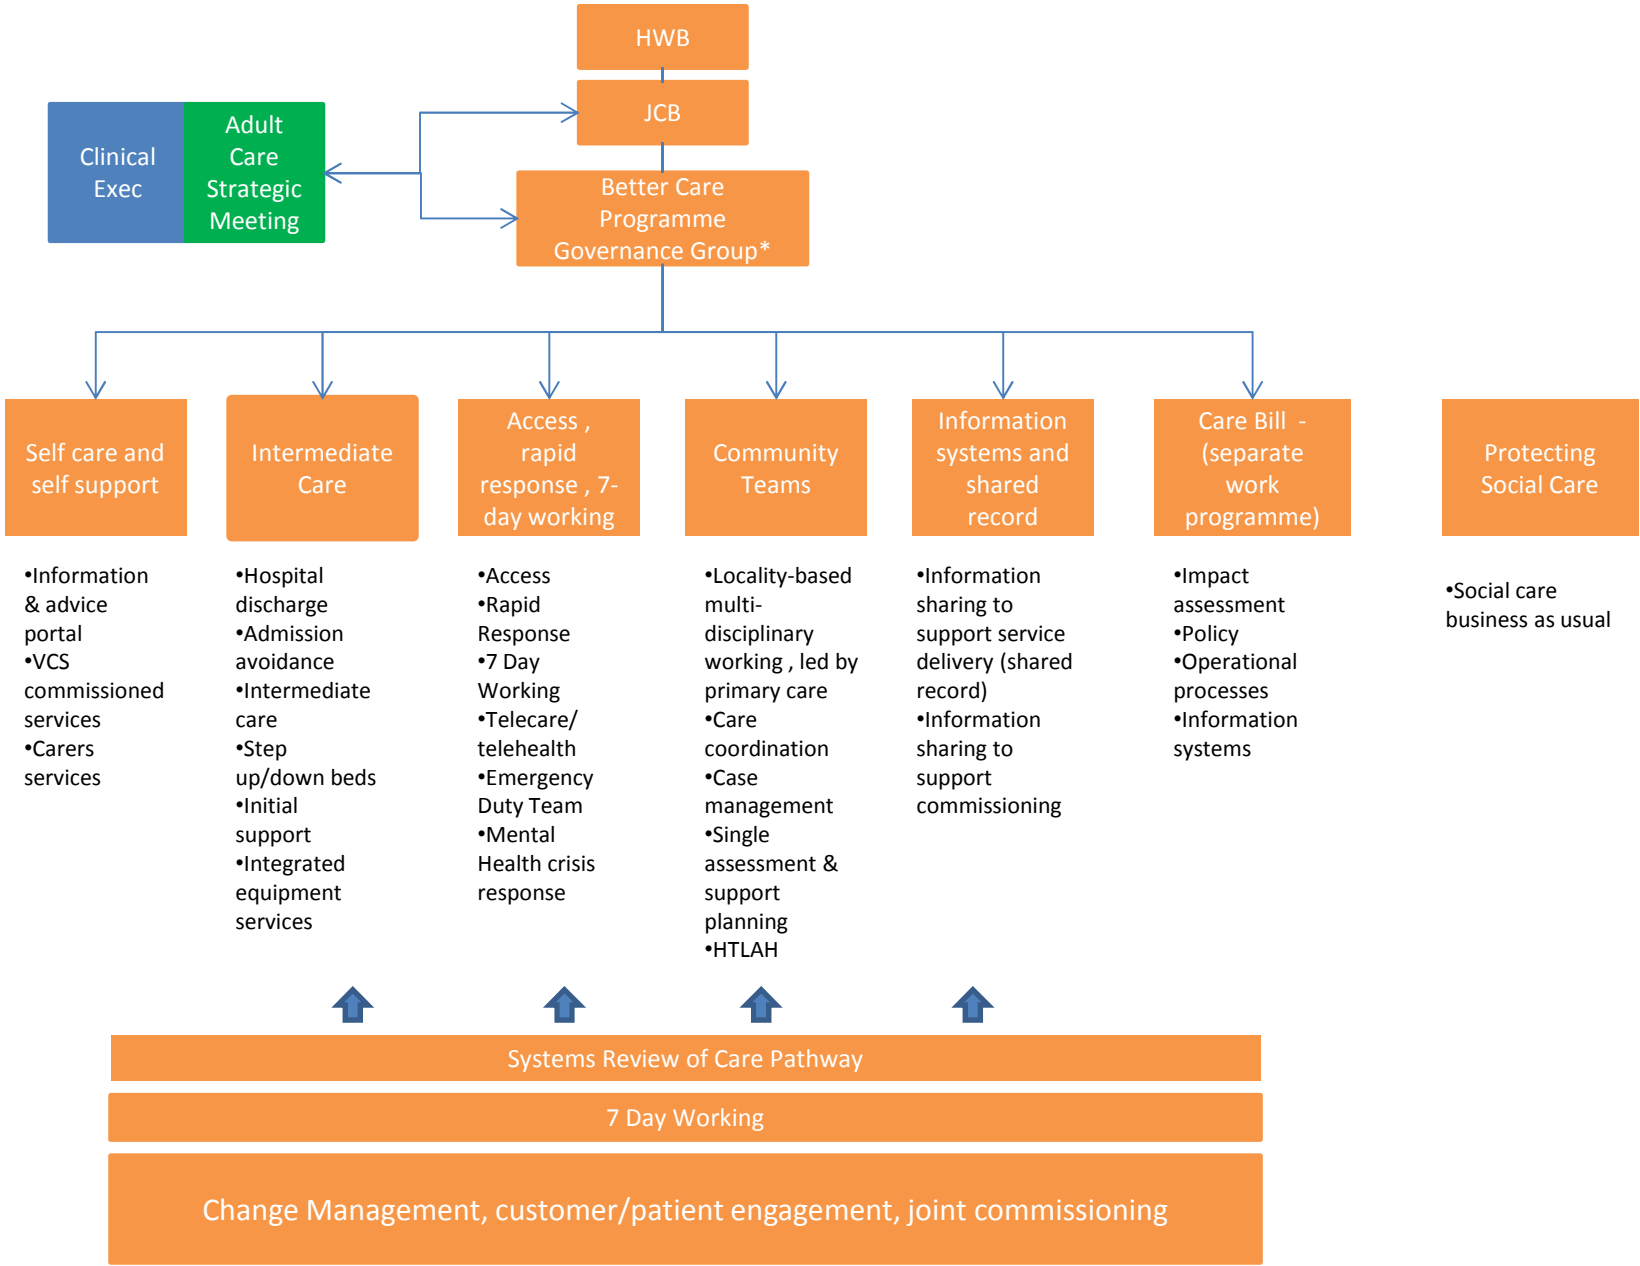 HWB
JCB
Clinical
Exec
Adult
Care
Strategic
Meeting
Better Care
Programme
Governance Group*
Self care and
self support
Intermediate
Care
Access ,
rapid
response , 7-
day working
Community
Teams
Information
systems and
shared
record
Care Bill  -
(separate
work
programme)
Protecting
Social Care
•Information
& advice
portal
•VCS
commissioned
services
•Carers
services
•Hospital
discharge
•Admission
avoidance
•Intermediate
care
•Step
up/down beds
•Initial
support
•Integrated
equipment
services
•Access
•Rapid
Response
•7 Day
Working
•Telecare/
telehealth
•Emergency
Duty Team
•Mental
Health crisis
response
•Locality-based
multi-
disciplinary
working , led by
primary care
•Care
coordination
•Case
management
•Single
assessment &
support
planning
•HTLAH
•Information
sharing to
support service
delivery (shared
record)
•Information
sharing to
support
commissioning
•Impact
assessment
•Policy
•Operational
processes
•Information
systems
•Social care
business as usual
Systems Review of Care Pathway
7 Day Working
Change Management, customer/patient engagement, joint commissioning